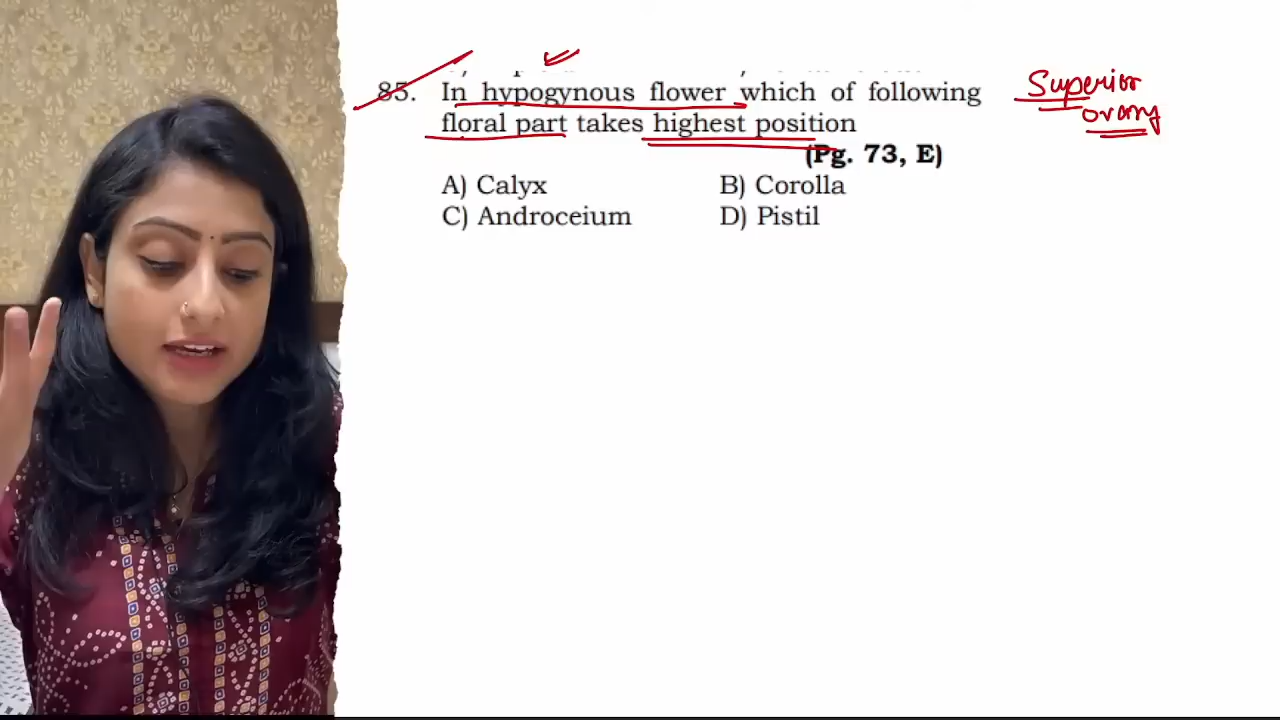 85. In hypogynous flower which of following
floral part takes highest position
(Pg. 73, E)
A) Calyx B) Corolla
C) Androceium D) Pistil
Superior
ovary